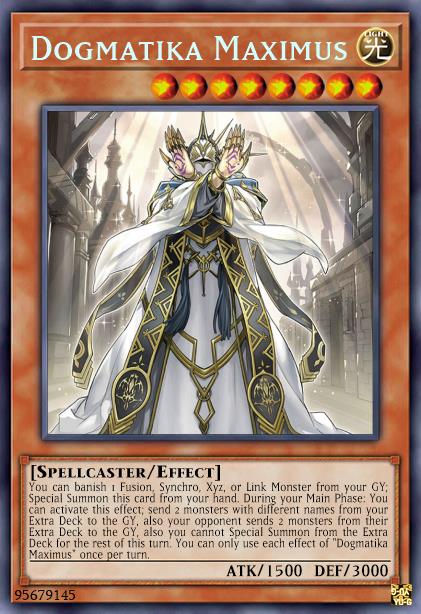 Dogmatika Maximus
LIGHT
光
[Spellcaster/Effect]
You can banish 1 Fusion, Synchro, Xyz, or Link Monster from your GY;
Special Summon this card from your hand. During your Main Phase: You
can activate this effect; send 2 monsters with different names from your
Extra Deck to the GY, also your opponent sends 2 monsters from their
Extra Deck to the GY, also you cannot Special Summon from the Extra
Deck for the rest of this turn. You can only use each effect of "Dogmatika
Maximus" once per turn.
ATK/1500 DEF/3000
95679145